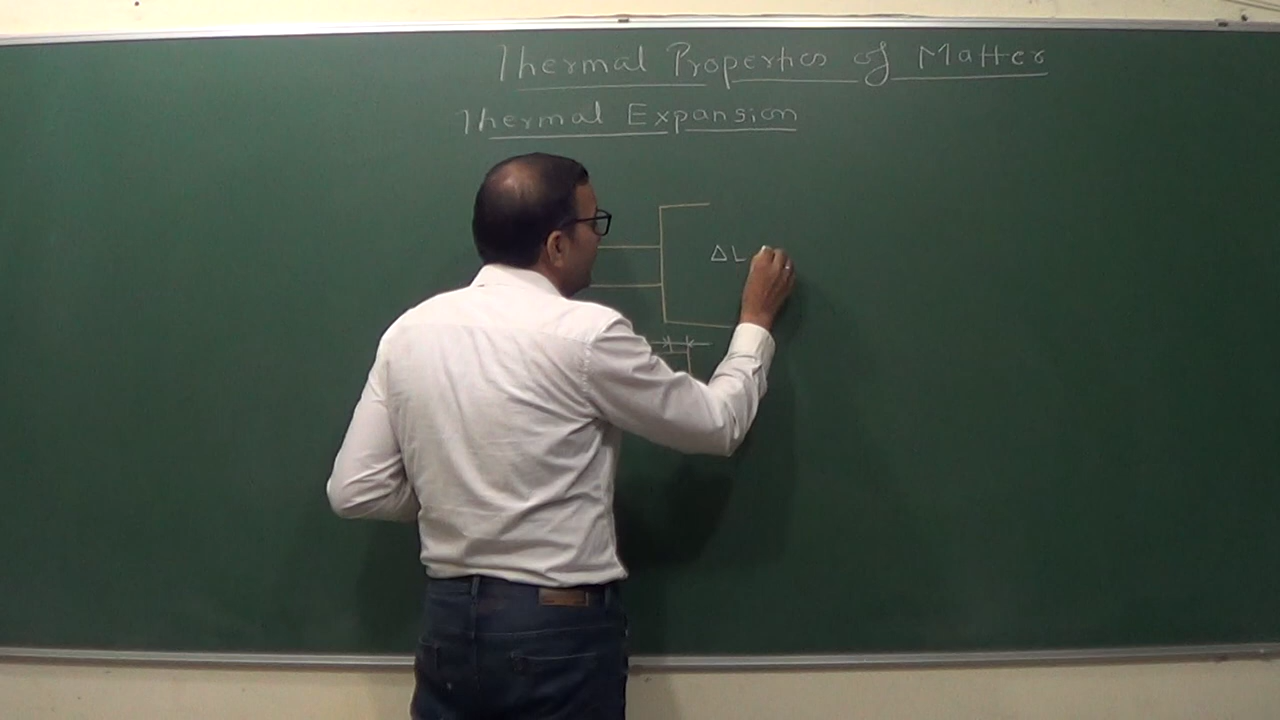 Thermal Properties of Matter
Thermal Expansion
ΔL